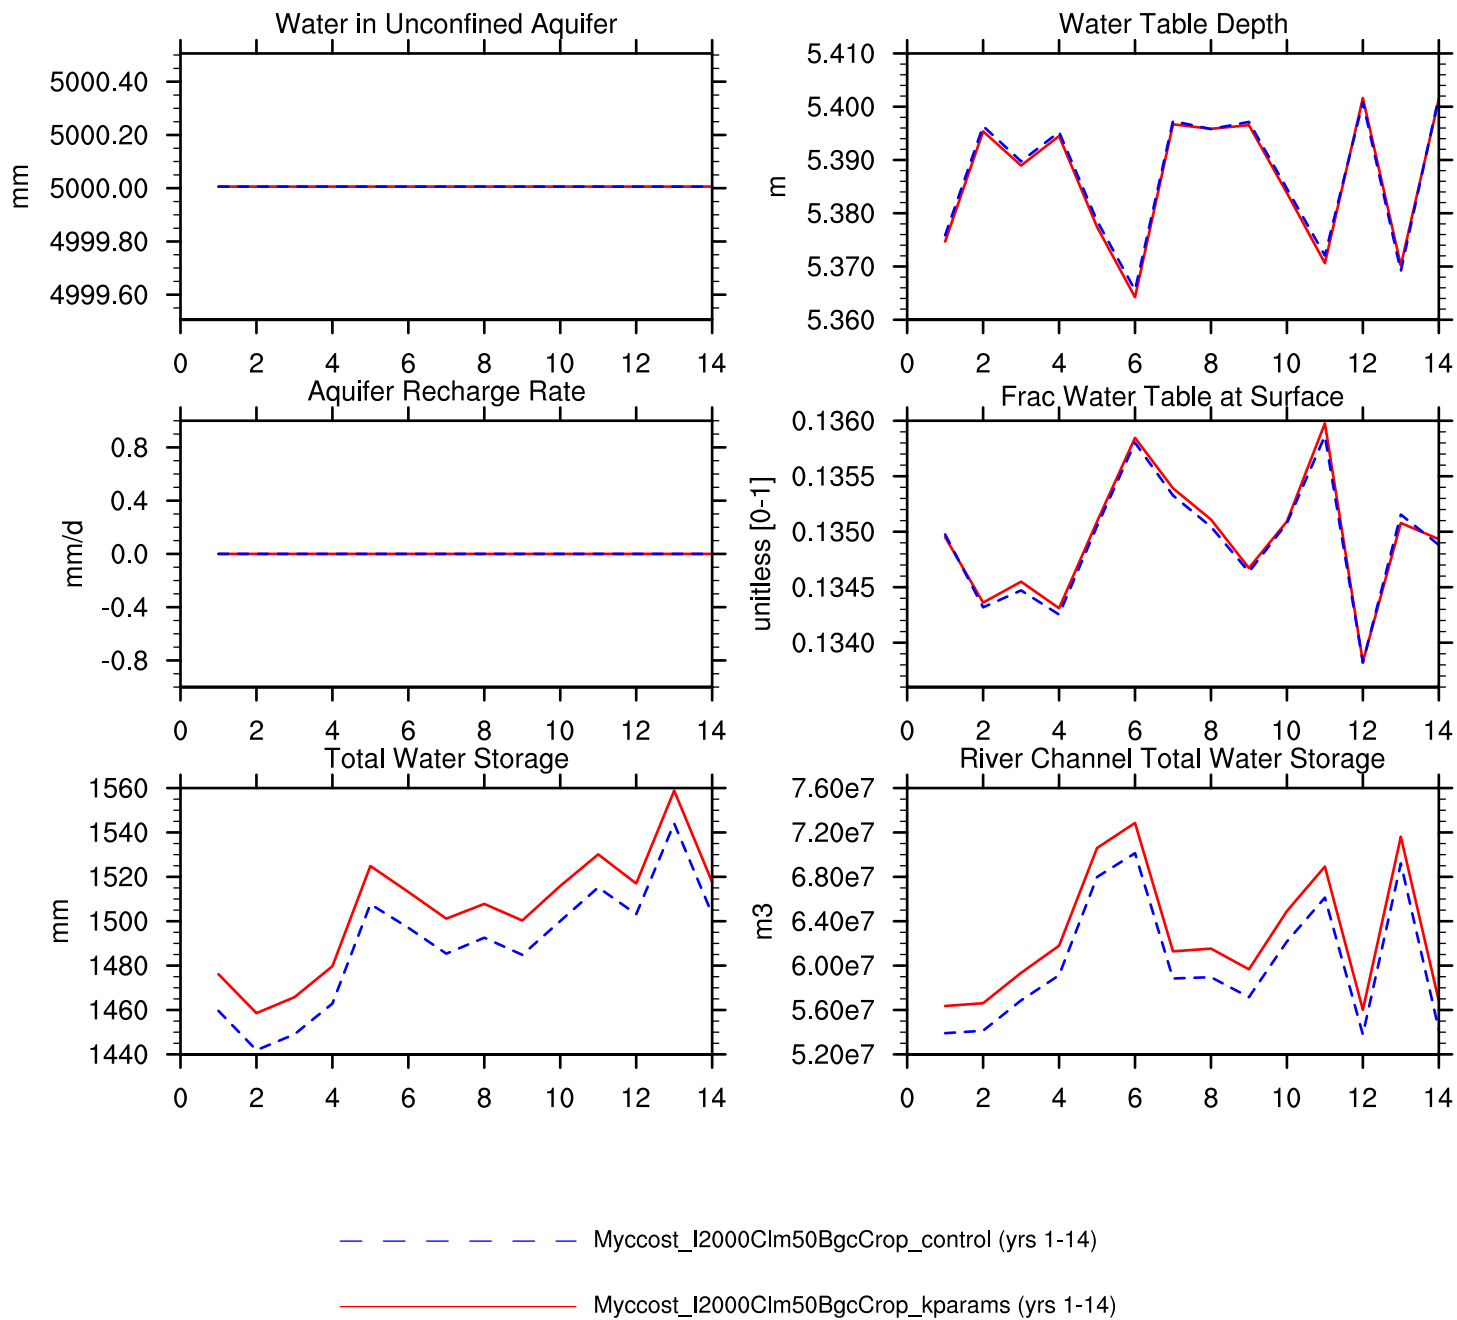 Water in Unconfined Aquifer
5000.40
5000.20
5000.00
4999.80
4999.60
mm
0 2 4 6 8 10 12 14
Water Table Depth
5.410
5.400
5.390
5.380
5.370
5.360
m
0 2 4 6 8 10 12 14
Aquifer Recharge Rate
0.8
0.4
0.0
-0.4
-0.8
mm/d
0 2 4 6 8 10 12 14
Frac Water Table at Surface
0.1360
0.1355
0.1350
0.1345
0.1340
unitless [0-1]
0 2 4 6 8 10 12 14
Total Water Storage
1560
1540
1520
1500
1480
1460
1440
mm
0 2 4 6 8 10 12 14
River Channel Total Water Storage
7.60e7
7.20e7
6.80e7
6.40e7
6.00e7
5.60e7
5.20e7
m3
0 2 4 6 8 10 12 14
Myccost_I2000Clm50BgcCrop_control (yrs 1-14)
Myccost_I2000Clm50BgcCrop_kparams (yrs 1-14)